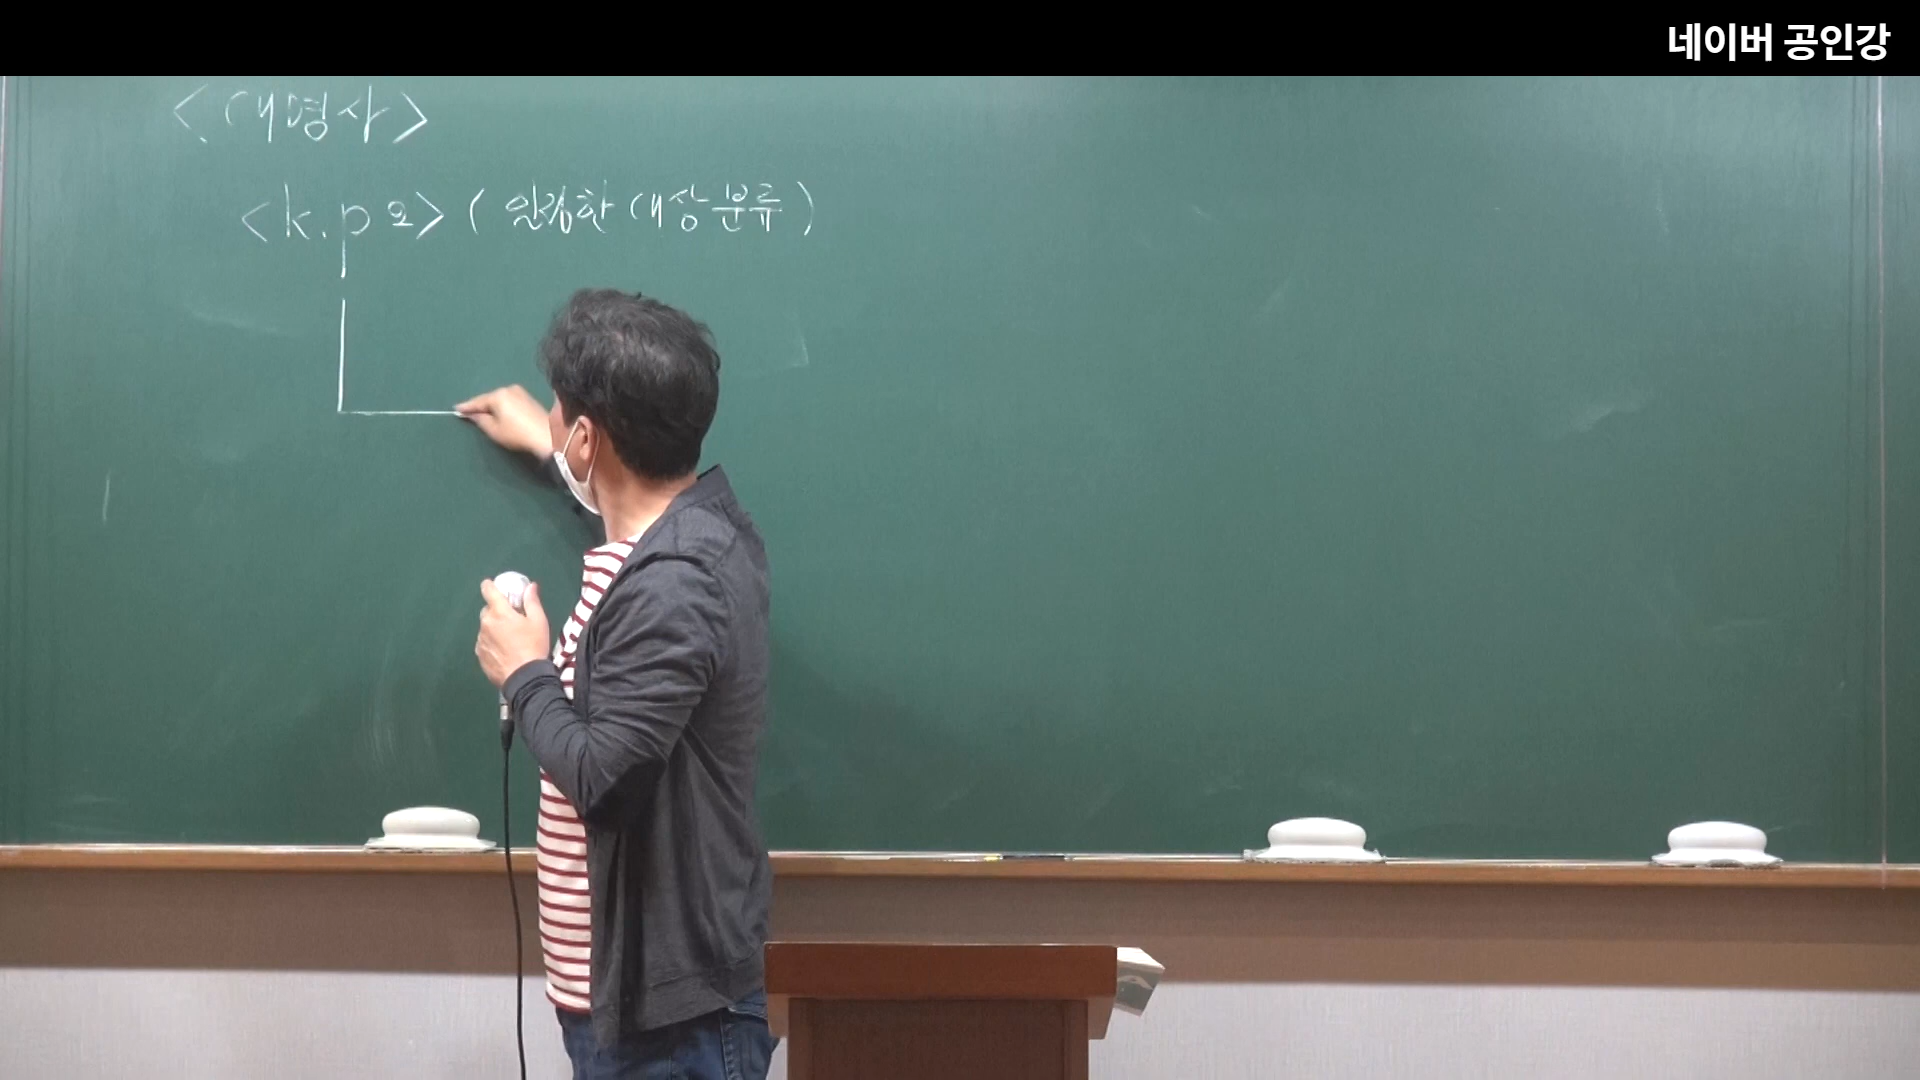 네이버 공인강
<대명사>
<k.p 요> ( 인칭한 대상 분류 )